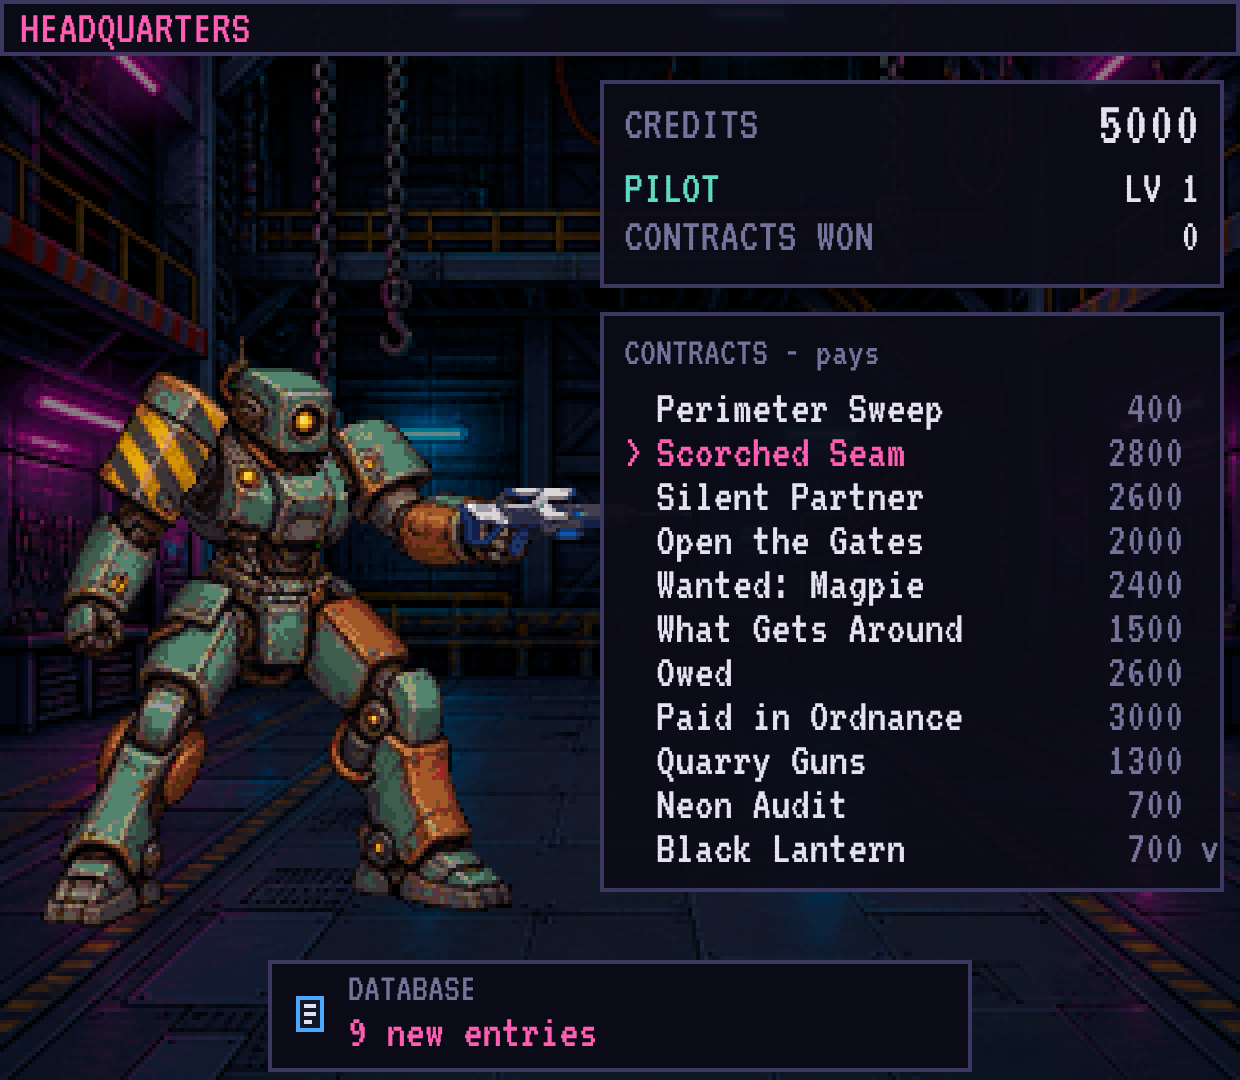 HEADQUARTERS
CREDITS 5000
PILOT LV 1
CONTRACTS WON 0
CONTRACTS - pays
Perimeter Sweep 400
> Scorched Seam 2800
Silent Partner 2600
Open the Gates 2000
Wanted: Magpie 2400
What Gets Around 1500
Owed 2600
Paid in Ordnance 3000
Quarry Guns 1300
Neon Audit 700
Black Lantern 700 v
DATABASE
9 new entries